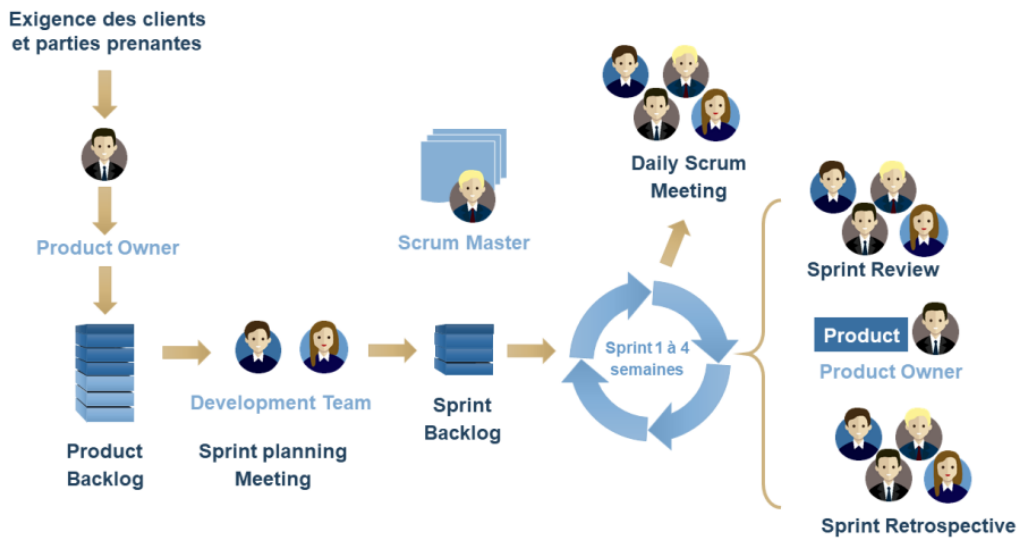 Exigence des clients
et parties prenantes
Product Owner
Product
Backlog
Development Team
Sprint planning
Meeting
Scrum Master
Sprint
Backlog
Sprint 1 à 4
semaines
Daily Scrum
Meeting
Sprint Review
Product
Product Owner
Sprint Retrospective